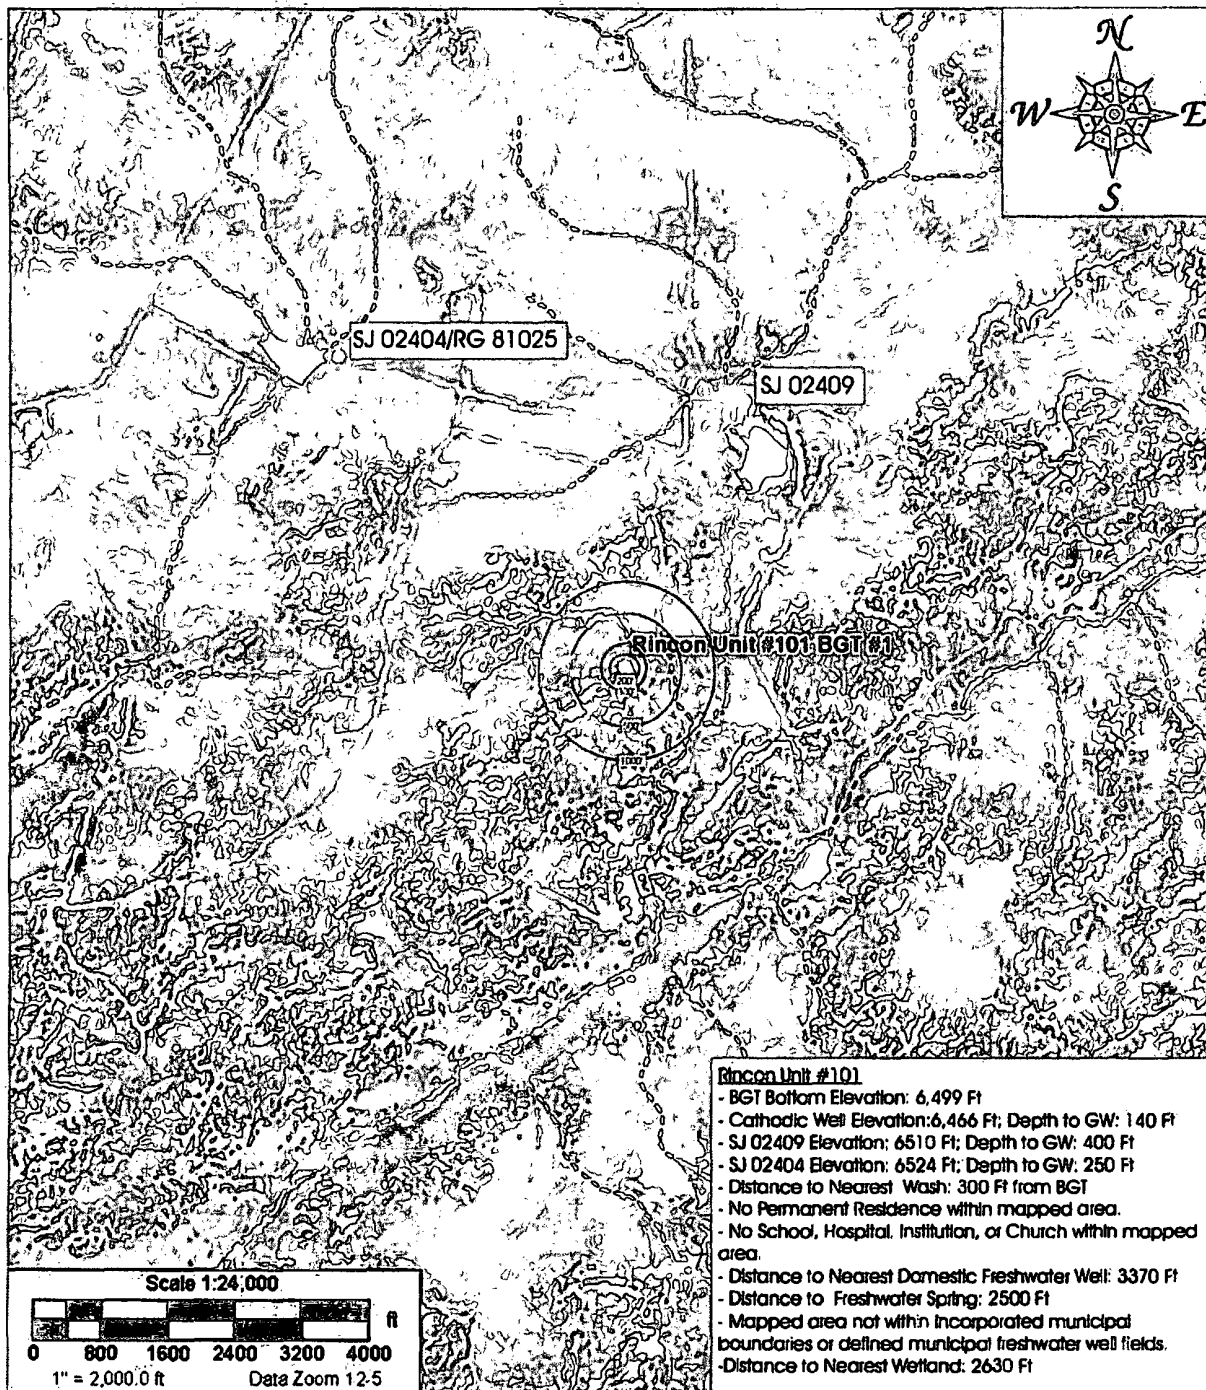 N
W E
S
SJ 02404/RG 81025
SJ 02409
Rincon Unit #101 BGT #1
1000'
Rincon Unit #101
- BGT Bottom Elevation: 6,499 Ft
- Cathodic Well Elevation:6,466 Ft; Depth to GW: 140 Ft
- SJ 02409 Elevation: 6510 Ft; Depth to GW: 400 Ft
- SJ 02404 Elevation: 6524 Ft; Depth to GW: 250 Ft
- Distance to Nearest Wash: 300 Ft from BGT
- No Permanent Residence within mapped area.
- No School, Hospital, Institution, or Church within mapped
area.
- Distance to Nearest Domestic Freshwater Well: 3370 Ft
- Distance to Freshwater Spring: 2500 Ft
- Mapped area not within incorporated municipal
boundaries or defined municipal freshwater well fields.
-Distance to Nearest Wetland: 2630 Ft
Scale 1:24,000
ft
0 800 1600 2400 3200 4000
1" = 2,000.0 ft Data Zoom 12-5